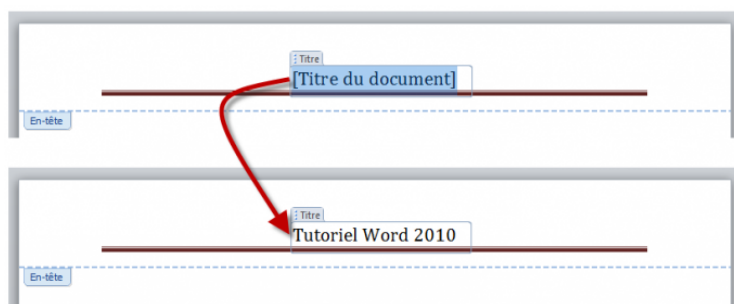 Titre
[Titre du document]
En-tête
Titre
Tutoriel Word 2010
En-tête